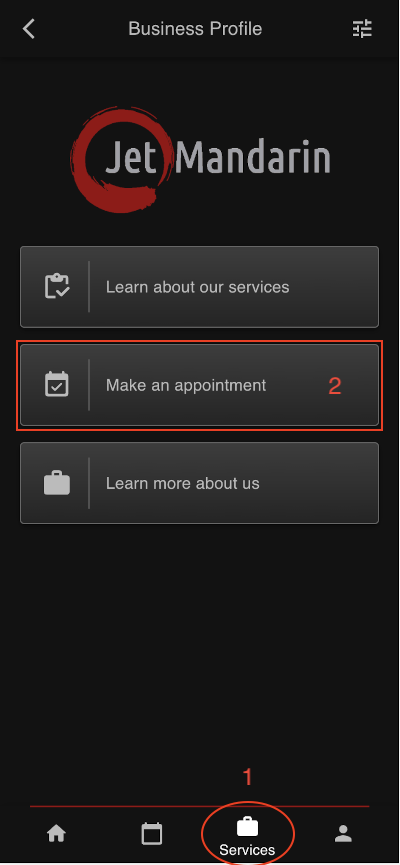 Business Profile
Jet Mandarin
Learn about our services
Make an appointment 2
Learn more about us
1
Services